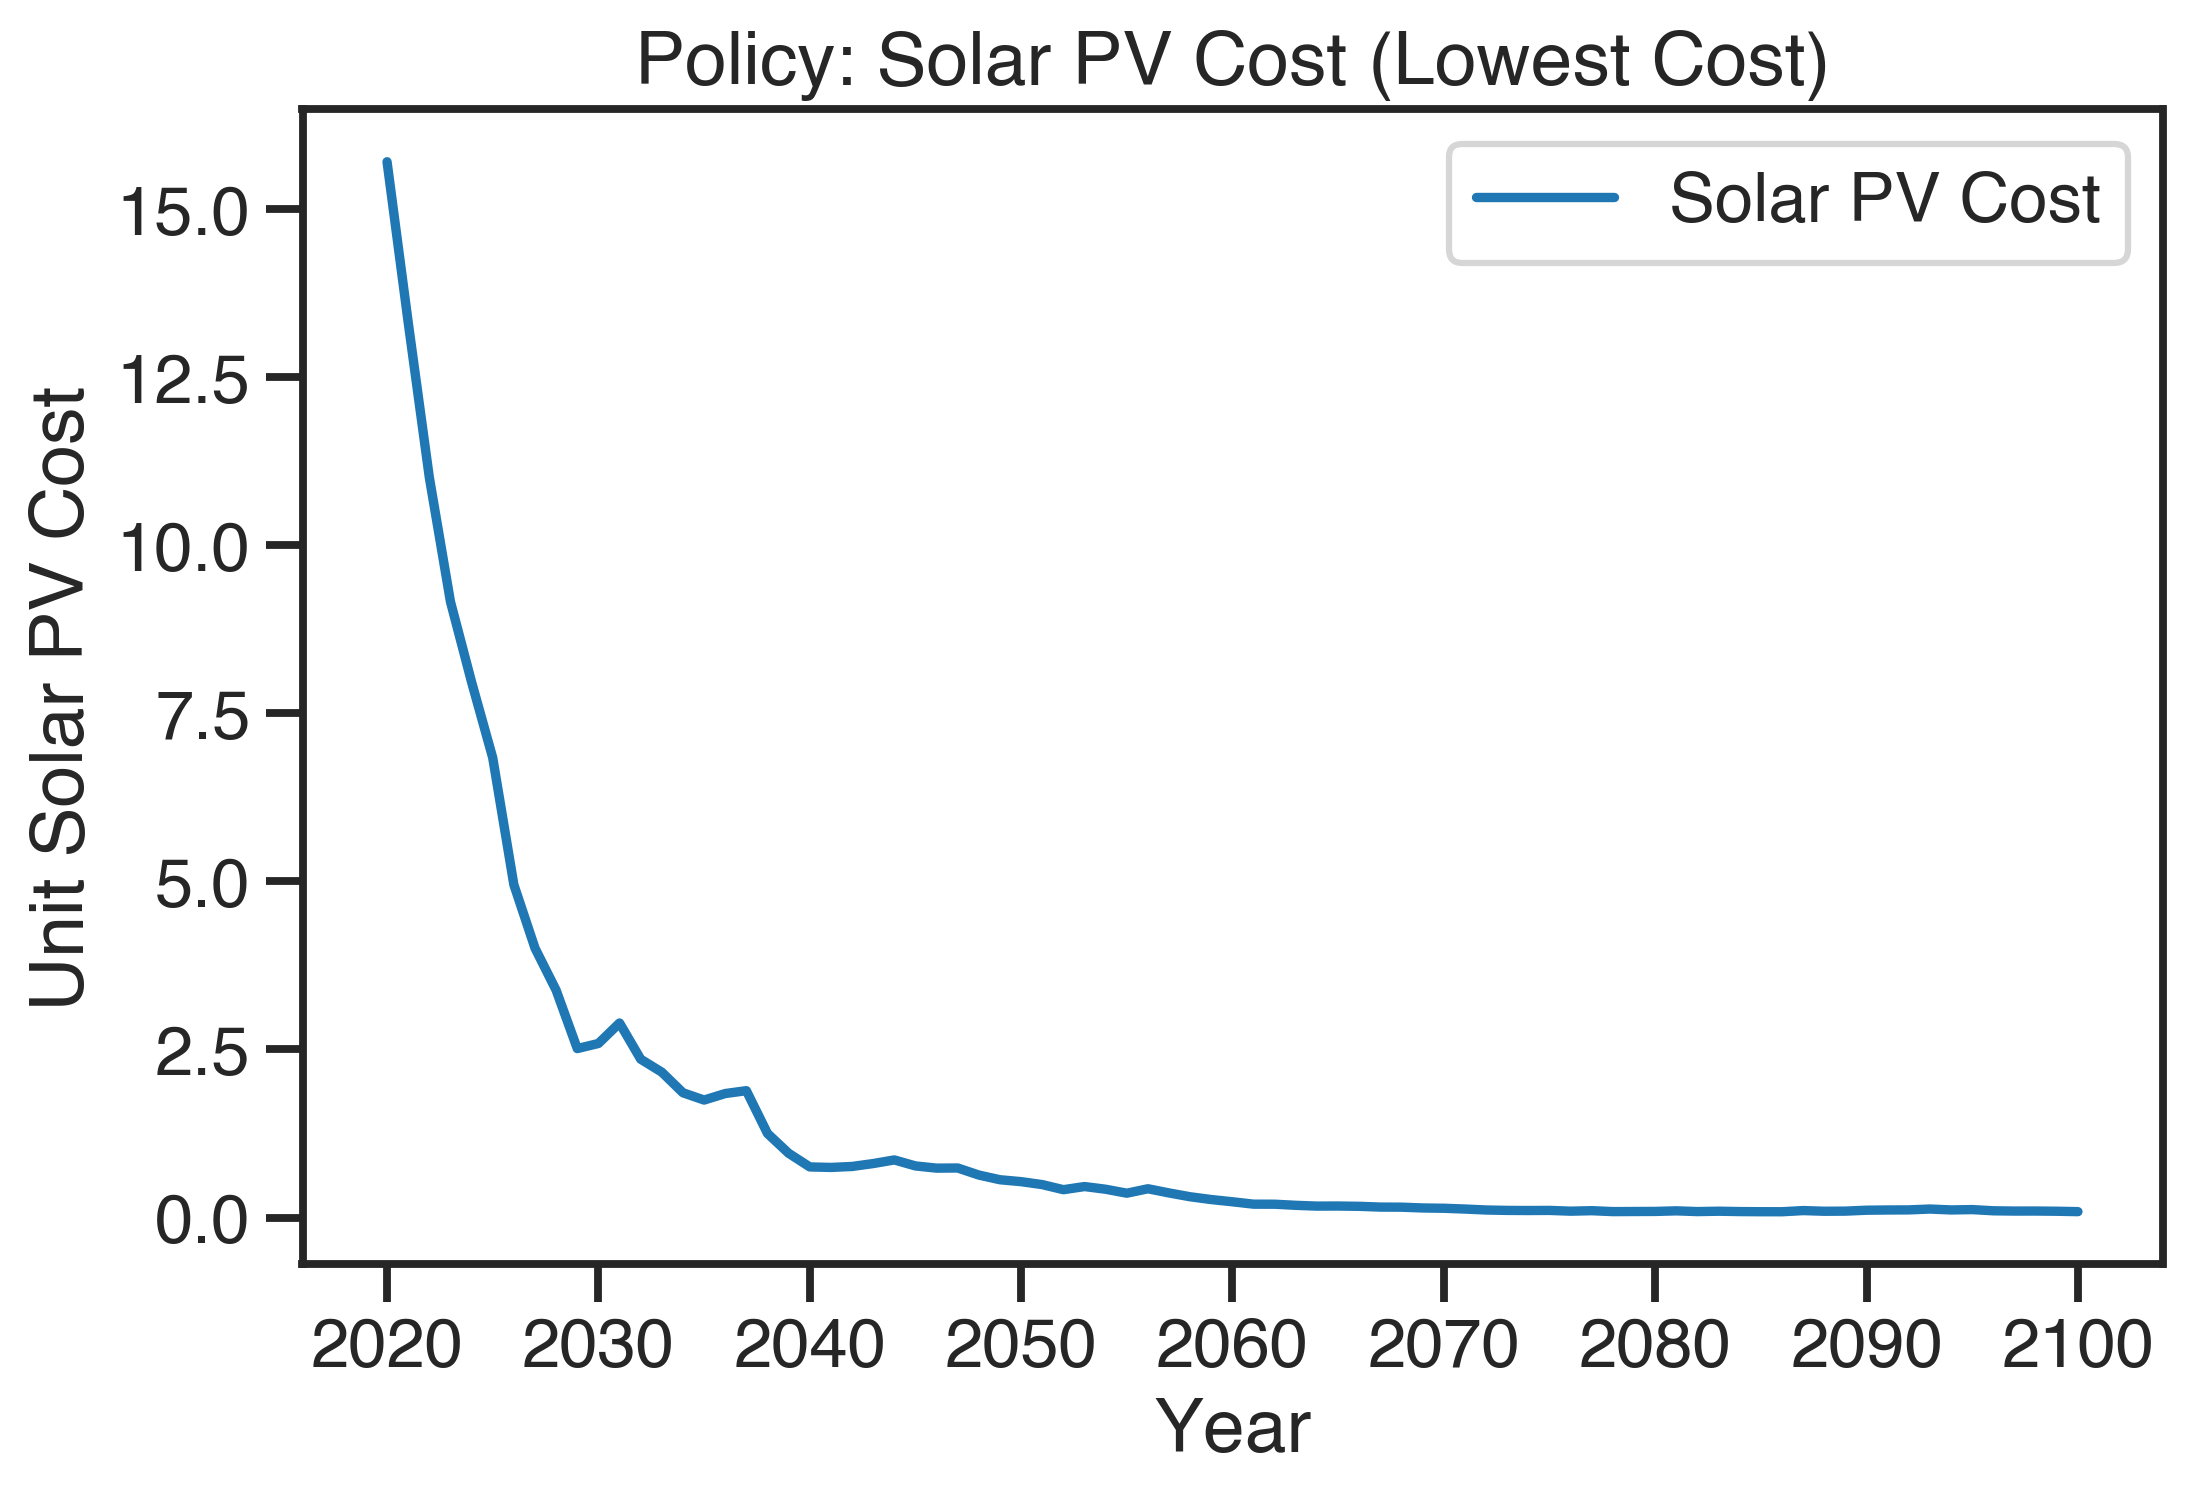 Policy: Solar PV Cost (Lowest Cost)
Solar PV Cost
Unit Solar PV Cost
15.0
12.5
10.0
7.5
5.0
2.5
0.0
2020 2030 2040 2050 2060 2070 2080 2090 2100
Year